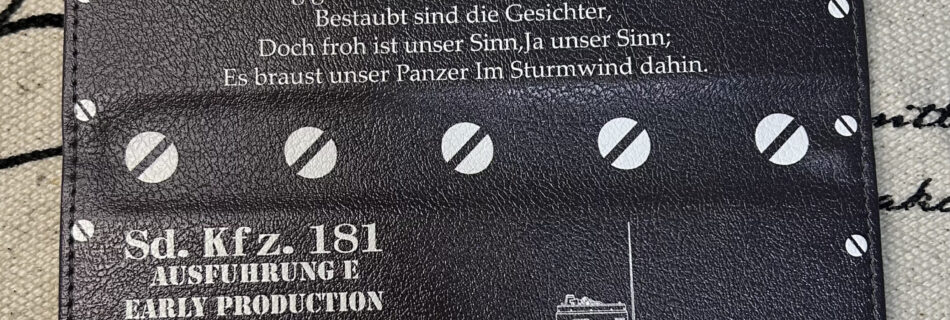 Bestaubt sind die Gesichter,
Doch froh ist unser Sinn,Ja unser Sinn;
Es braust unser Panzer Im Sturmwind dahin.
Sd. Kfz. 181
AUSFUHRUNG E
EARLY PRODUCTION